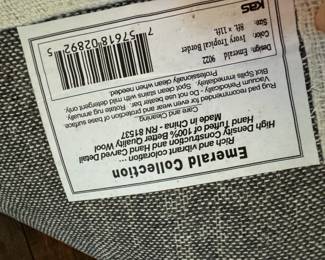 Emerald Collection
Rich and vibrant coloration ...
High Density Construction and Hand Carved Detail
Hand Tufted of 100% Better Quality Wool
Made in China - RN 81537
Care and Cleaning
Rug pad recommended for wear and protection of base of surface
Vacuum Periodically - Do not use beater bar. Rotate rug annually.
Blot Spills Immediately. Spot clean stains with mild detergent only.
Professionally clean when needed.
Design: Emerald 9022
Color: Ivory Tropical Border
Size: 8ft. x 11ft.
KAS
7 57618 02892 5